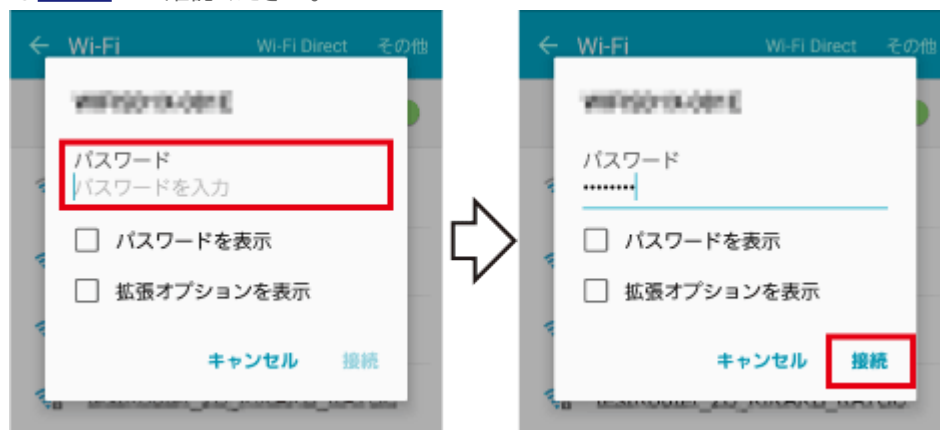 Wi-Fi Wi-Fi Direct その他
パスワード
パスワードを入力
パスワードを表示
拡張オプションを表示
キャンセル 接続
Wi-Fi Wi-Fi Direct その他
パスワード
••••••••
パスワードを表示
拡張オプションを表示
キャンセル 接続